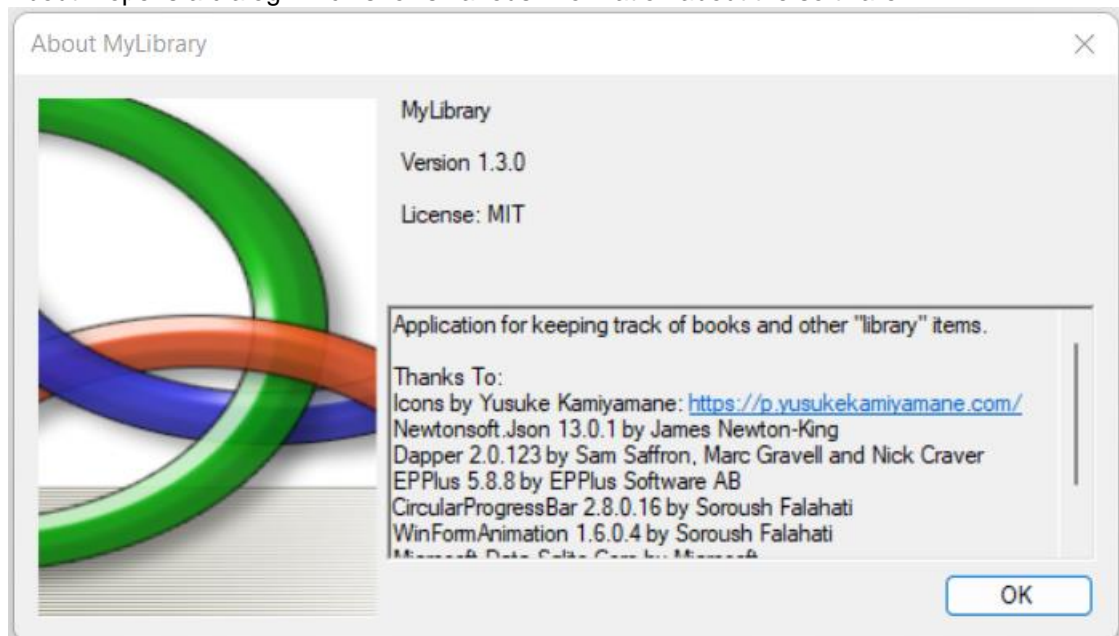 About MyLibrary
MyLibrary
Version 1.3.0
License: MIT
Application for keeping track of books and other "library" items.
Thanks To:
Icons by Yusuke Kamiyamane: https://p.yusukekamiyamane.com/
Newtonsoft.Json 13.0.1 by James Newton-King
Dapper 2.0.123 by Sam Saffron, Marc Gravell and Nick Craver
EPPlus 5.8.8 by EPPlus Software AB
CircularProgressBar 2.8.0.16 by Soroush Falahati
WinFormAnimation 1.6.0.4 by Soroush Falahati
OK